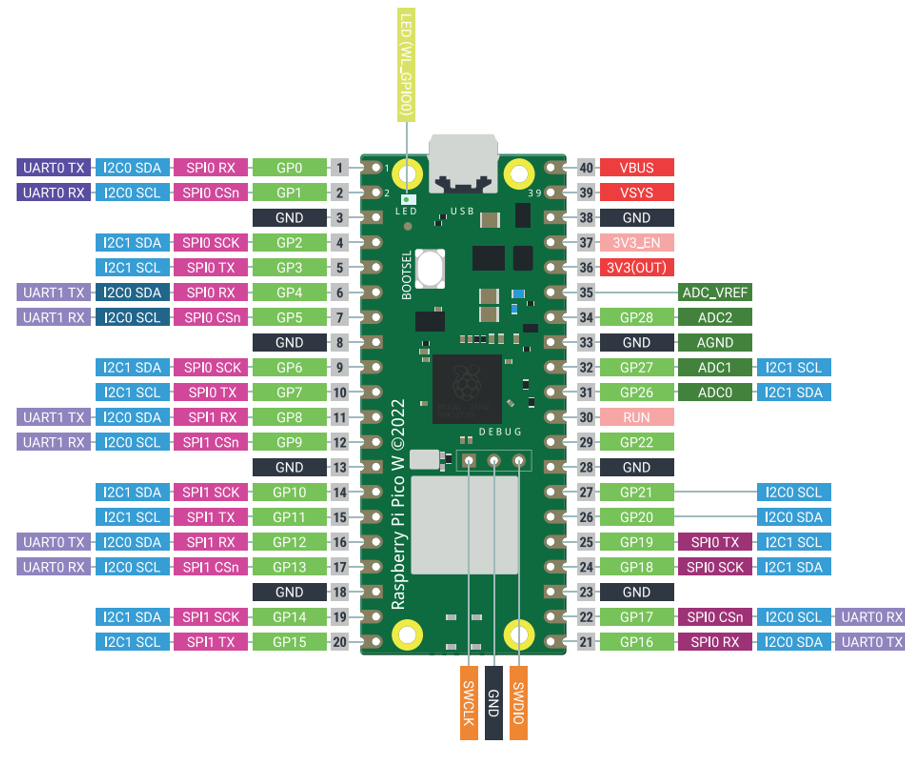 LED (WL_GPIO0)
UART0 TX I2C0 SDA SPI0 RX GP0 1 1 40 VBUS
UART0 RX I2C0 SCL SPI0 CSn GP1 2 2 39 39 VSYS
GND 3 LED USB 38 GND
I2C1 SDA SPI0 SCK GP2 4 37 3V3_EN
I2C1 SCL SPI0 TX GP3 5 BOOTSEL 36 3V3(OUT)
UART1 TX I2C0 SDA SPI0 RX GP4 6 35 ADC_VREF
UART1 RX I2C0 SCL SPI0 CSn GP5 7 34 GP28 ADC2
GND 8 33 GND AGND
I2C1 SDA SPI0 SCK GP6 9 32 GP27 ADC1 I2C1 SCL
I2C1 SCL SPI0 TX GP7 10 31 GP26 ADC0 I2C1 SDA
UART1 TX I2C0 SDA SPI1 RX GP8 11 30 RUN
UART1 RX I2C0 SCL SPI1 CSn GP9 12 DEBUG 29 GP22
GND 13 28 GND
I2C1 SDA SPI1 SCK GP10 14 27 GP21 I2C0 SCL
I2C1 SCL SPI1 TX GP11 15 26 GP20 I2C0 SDA
UART0 TX I2C0 SDA SPI1 RX GP12 16 25 GP19 SPI0 TX I2C1 SCL
UART0 RX I2C0 SCL SPI1 CSn GP13 17 24 GP18 SPI0 SCK I2C1 SDA
GND 18 23 GND
I2C1 SDA SPI1 SCK GP14 19 22 GP17 SPI0 CSn I2C0 SCL UART0 RX
I2C1 SCL SPI1 TX GP15 20 21 GP16 SPI0 RX I2C0 SDA UART0 TX
Raspberry Pi Pico W ©2022
SWCLK
GND
SWDIO